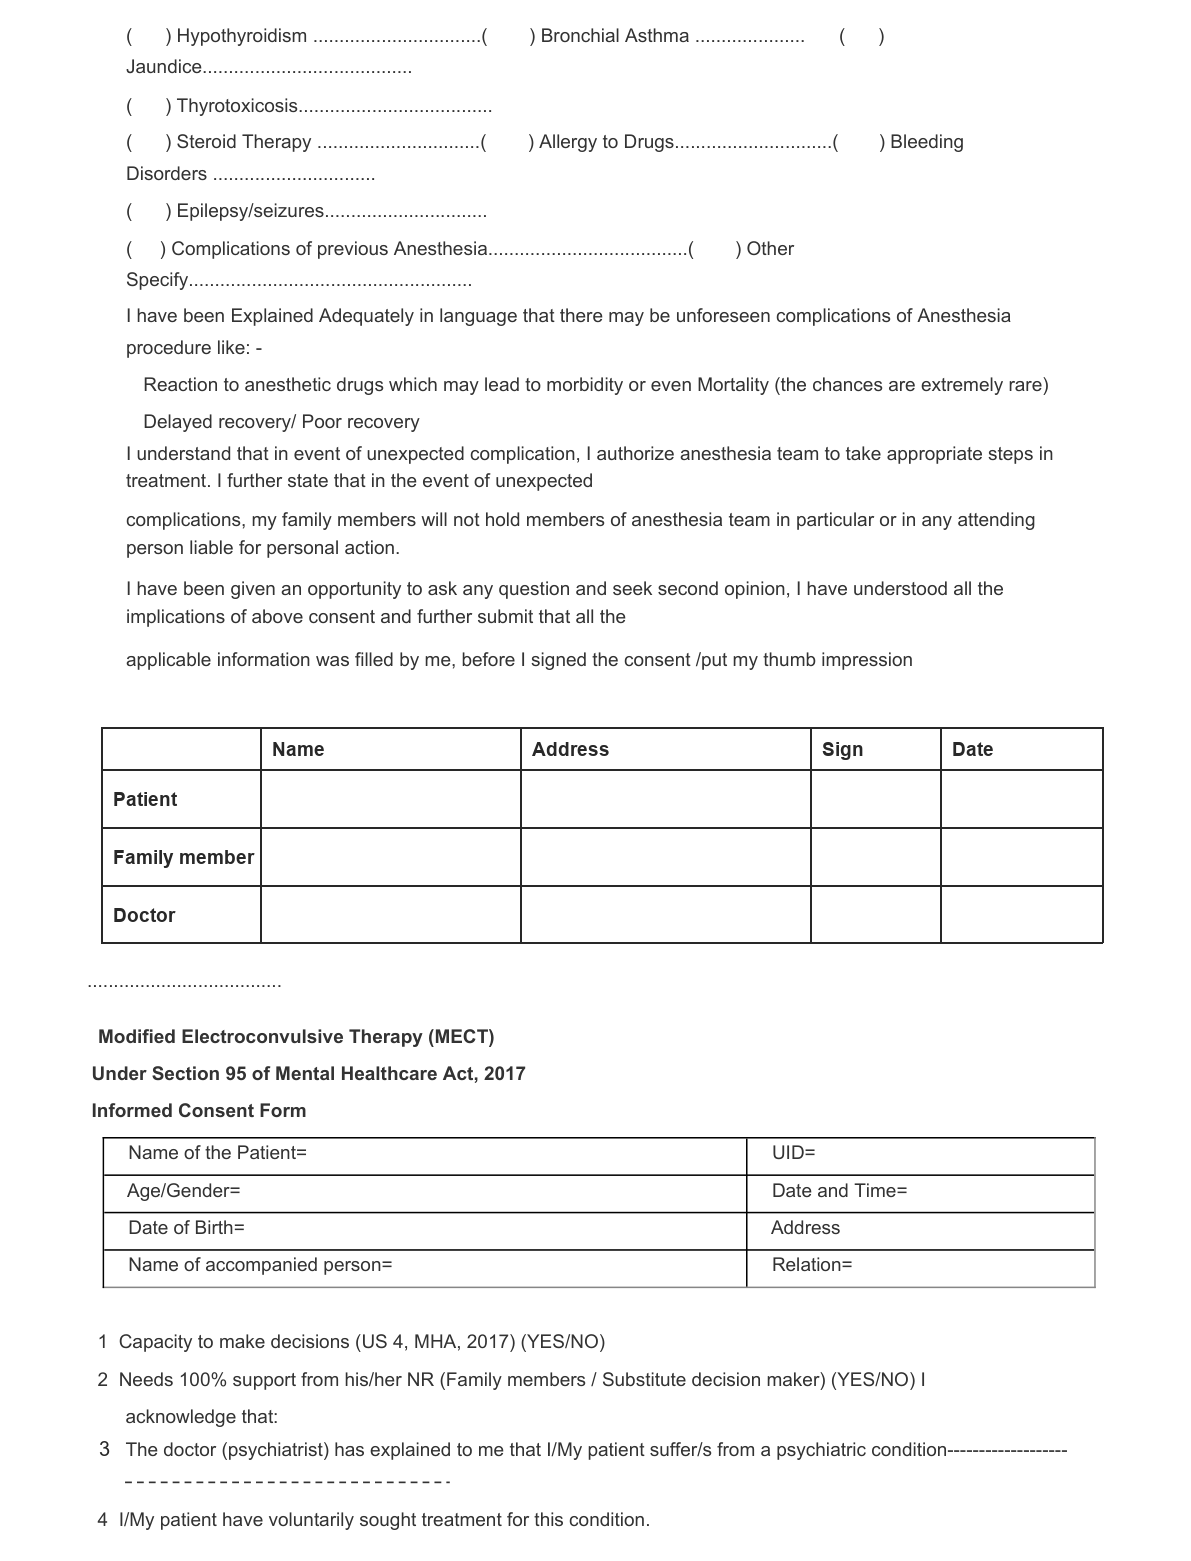 (      ) Hypothyroidism ................................(        ) Bronchial Asthma .....................      (      )
Jaundice........................................
(      ) Thyrotoxicosis.....................................
(      ) Steroid Therapy ...............................(        ) Allergy to Drugs..............................(        ) Bleeding
Disorders ...............................
(      ) Epilepsy/seizures...............................
(     ) Complications of previous Anesthesia......................................(        ) Other
Specify......................................................
I have been Explained Adequately in language that there may be unforeseen complications of Anesthesia
procedure like: -
Reaction to anesthetic drugs which may lead to morbidity or even Mortality (the chances are extremely rare)
Delayed recovery/ Poor recovery
I understand that in event of unexpected complication, I authorize anesthesia team to take appropriate steps in
treatment. I further state that in the event of unexpected
complications, my family members will not hold members of anesthesia team in particular or in any attending
person liable for personal action.
I have been given an opportunity to ask any question and seek second opinion, I have understood all the
implications of above consent and further submit that all the
applicable information was filled by me, before I signed the consent /put my thumb impression
Name Address Sign Date
Patient
Family member
Doctor
.....................................
Modified Electroconvulsive Therapy (MECT)
Under Section 95 of Mental Healthcare Act, 2017
Informed Consent Form
Name of the Patient= UID=
Age/Gender= Date and Time=
Date of Birth= Address
Name of accompanied person= Relation=
1 Capacity to make decisions (US 4, MHA, 2017) (YES/NO)
2 Needs 100% support from his/her NR (Family members / Substitute decision maker) (YES/NO) I
acknowledge that:
3 The doctor (psychiatrist) has explained to me that I/My patient suffer/s from a psychiatric condition-------------------
----------------------------
4 I/My patient have voluntarily sought treatment for this condition.